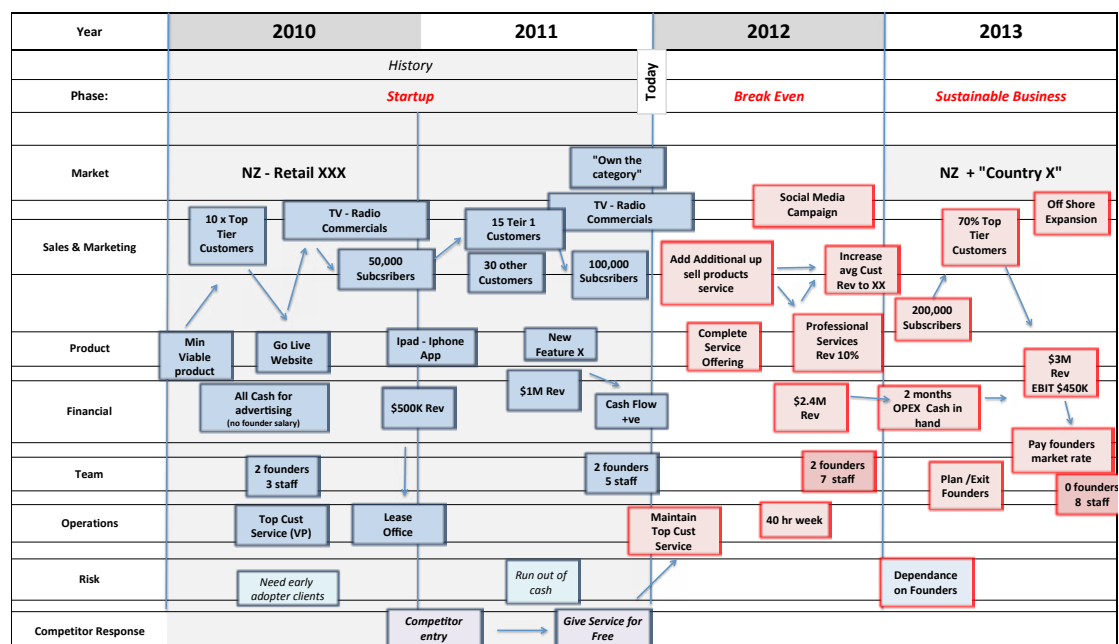 Year
2010
2011
2012
2013
History
Today
Phase:
Startup
Break Even
Sustainable Business
Market
NZ - Retail XXX
"Own the
category"
NZ + "Country X"
Sales & Marketing
10 x Top
Tier
Customers
TV - Radio
Commercials
50,000
Subcsribers
15 Teir 1
Customers
30 other
Customers
TV - Radio
Commercials
100,000
Subcsribers
Social Media
Campaign
Add Additional up
sell products
service
Increase
avg Cust
Rev to XX
70% Top
Tier
Customers
Off Shore
Expansion
200,000
Subscribers
Product
Min
Viable
product
Go Live
Website
Ipad - Iphone
App
New
Feature X
Complete
Service
Offering
Professional
Services
Rev 10%
Financial
All Cash for
advertising
(no founder salary)
$500K Rev
$1M Rev
Cash Flow
+ve
$2.4M
Rev
2 months
OPEX Cash in
hand
$3M
Rev
EBIT $450K
Pay founders
market rate
Team
2 founders
3 staff
2 founders
5 staff
2 founders
7 staff
Plan /Exit
Founders
0 founders
8 staff
Operations
Top Cust
Service (VP)
Lease
Office
Maintain
Top Cust
Service
40 hr week
Risk
Need early
adopter clients
Run out of
cash
Dependance
on Founders
Competitor Response
Competitor
entry
Give Service for
Free